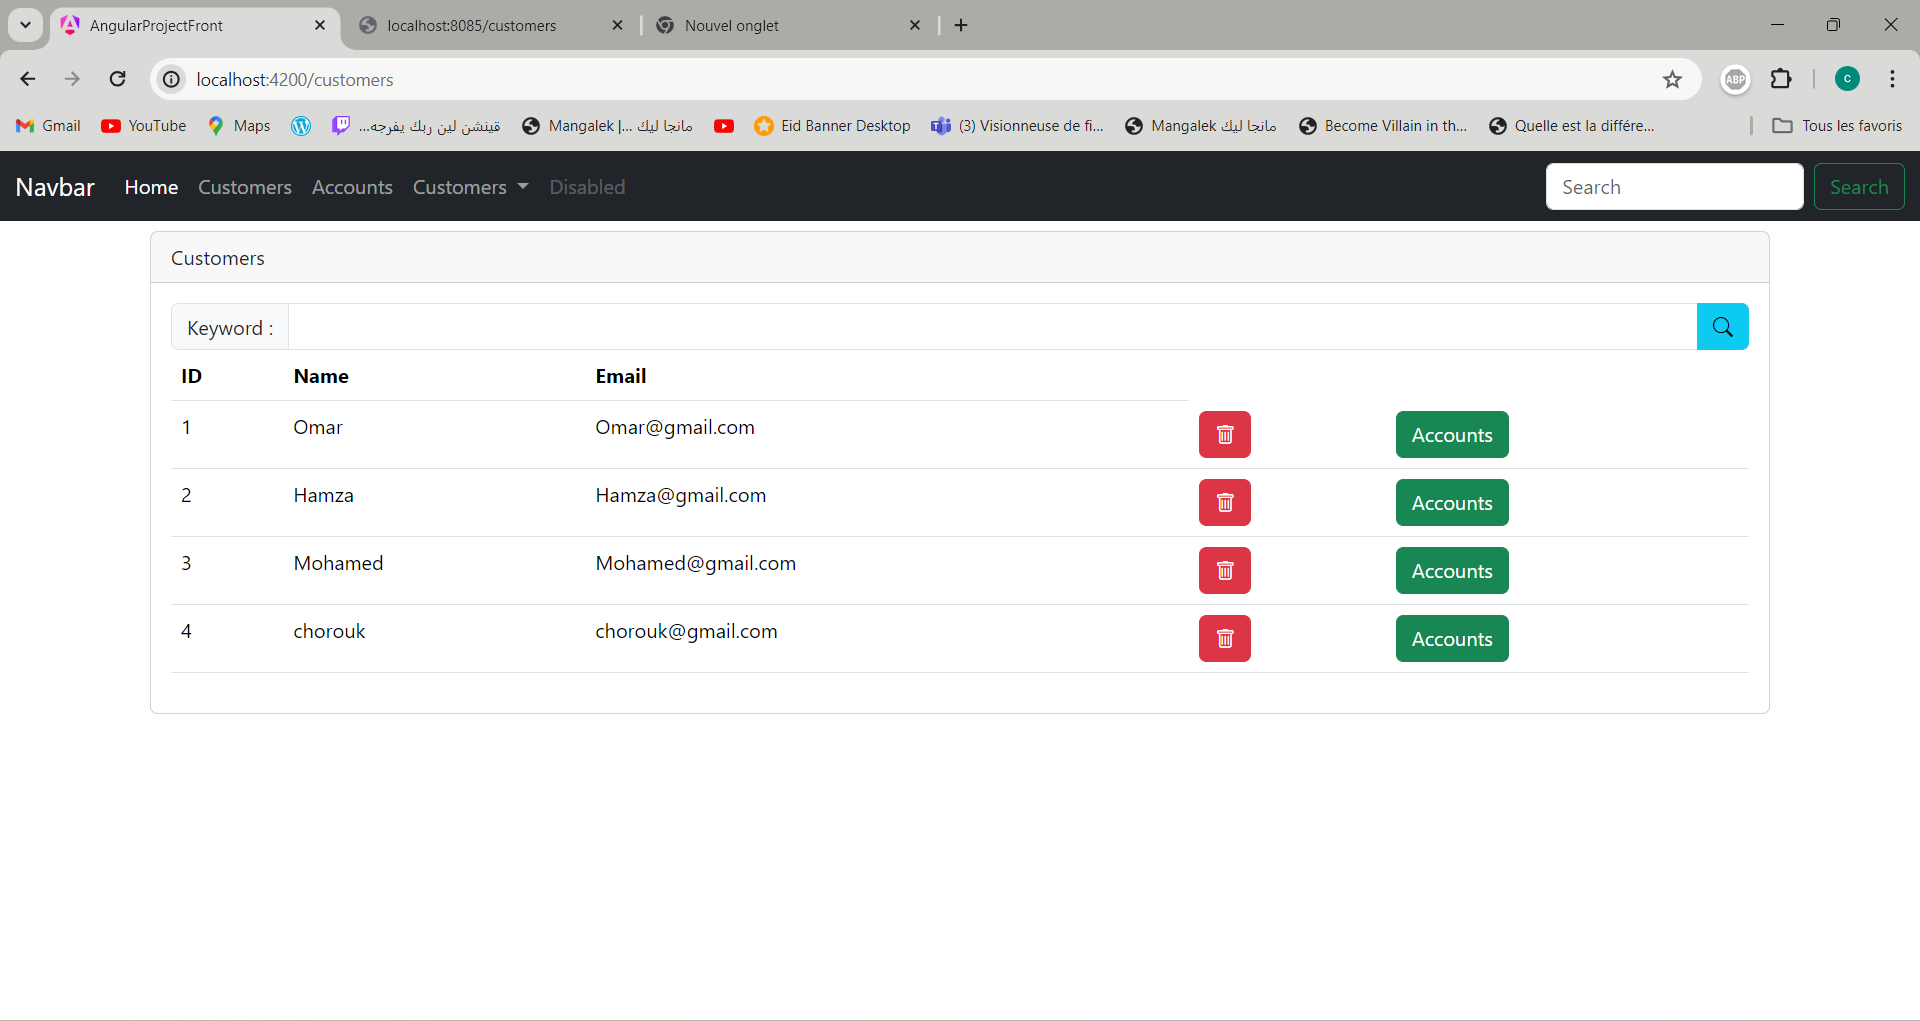 AngularProjectFront
localhost:8085/customers
Nouvel onglet
localhost:4200/customers
ABP
C
Gmail
YouTube
Maps
قينشن لين ربك يفرجه...
Mangalek |... مانجا ليك
Eid Banner Desktop
(3) Visionneuse de fi...
Mangalek مانجا ليك
Become Villain in th...
Quelle est la différe...
Tous les favoris
Navbar Home Customers Accounts Customers Disabled
Search
Search
Customers
Keyword :
ID Name Email
1 Omar Omar@gmail.com Accounts
2 Hamza Hamza@gmail.com Accounts
3 Mohamed Mohamed@gmail.com Accounts
4 chorouk chorouk@gmail.com Accounts